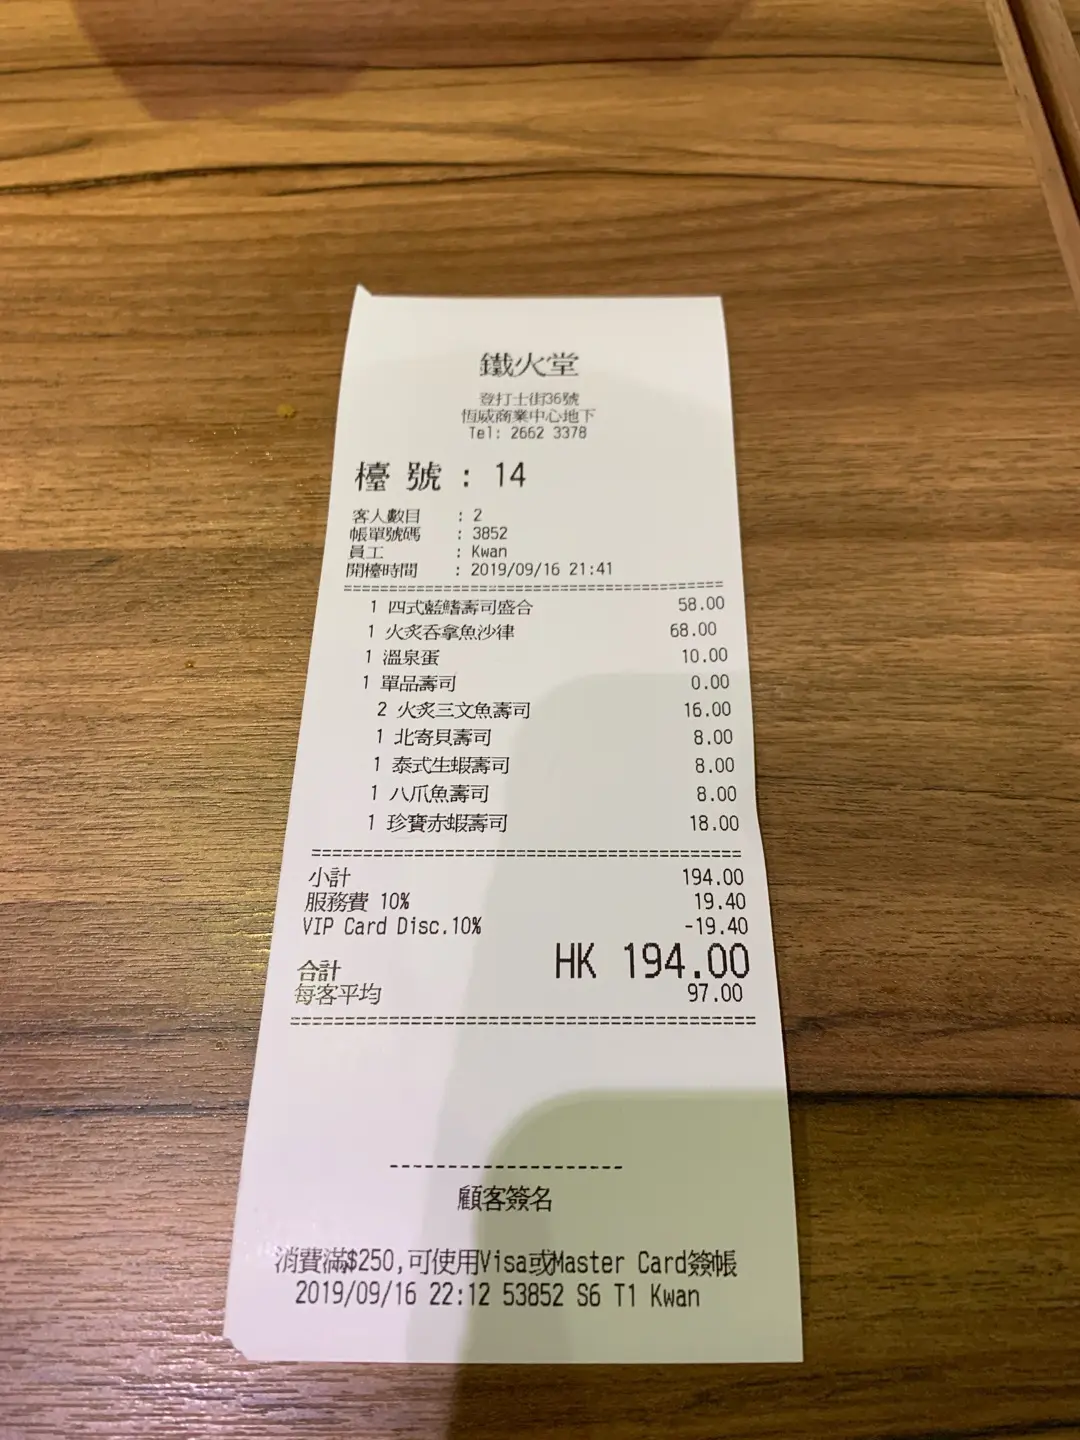 鐵火堂
登打士街36號
恆威商業中心地下
Tel: 2662 3378
檯號 : 14
客人數目 : 2
帳單號碼 : 3852
員工 : Kwan
開檯時間 : 2019/09/16 21:41
1 四式藍鰭壽司盛合 58.00
1 火炙吞拿魚沙律 68.00
1 溫泉蛋 10.00
1 單品壽司 0.00
2 火炙三文魚壽司 16.00
1 北寄貝壽司 8.00
1 泰式生蝦壽司 8.00
1 八爪魚壽司 8.00
1 珍寶赤蝦壽司 18.00
小計 194.00
服務費 10% 19.40
VIP Card Disc.10% -19.40
合計 HK 194.00
每客平均 97.00
顧客簽名
消費滿$250,可使用Visa或Master Card簽帳
2019/09/16 22:12 53852 S6 T1 Kwan